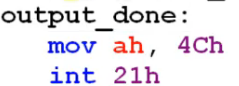 output_done:
mov ah, 4Ch
int 21h